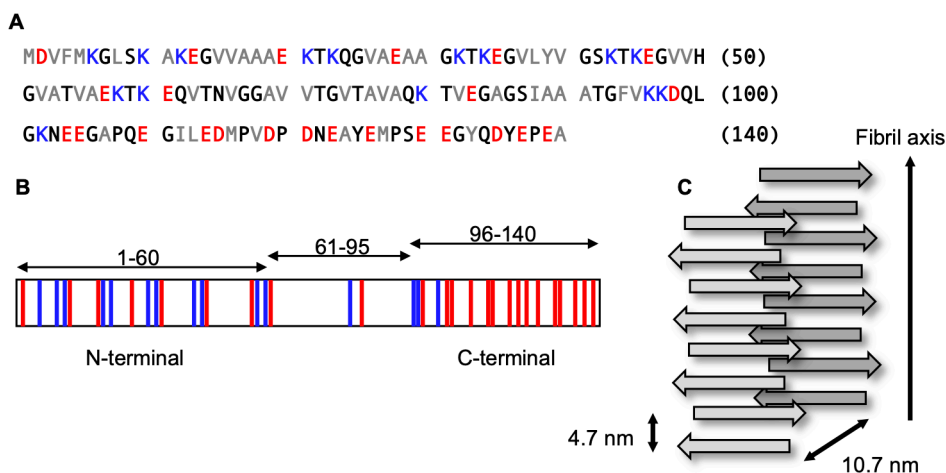 A
MDVFMKGLSK AKEGVVAAAE KTKQGVAEAA GKTKEGVLYV GSKTKEGVVH (50)
GVATVAEKTK EQVTNVGGAV VTGVTAVAQK TVEGAGSIAA ATGFVKKDQL (100)
GKNEEGAPQE GILEDMPVDP DNEAYEMPSE EGYQDYEPEA (140)
B
1-60
61-95
96-140
N-terminal
C-terminal
C
Fibril axis
4.7 nm
10.7 nm